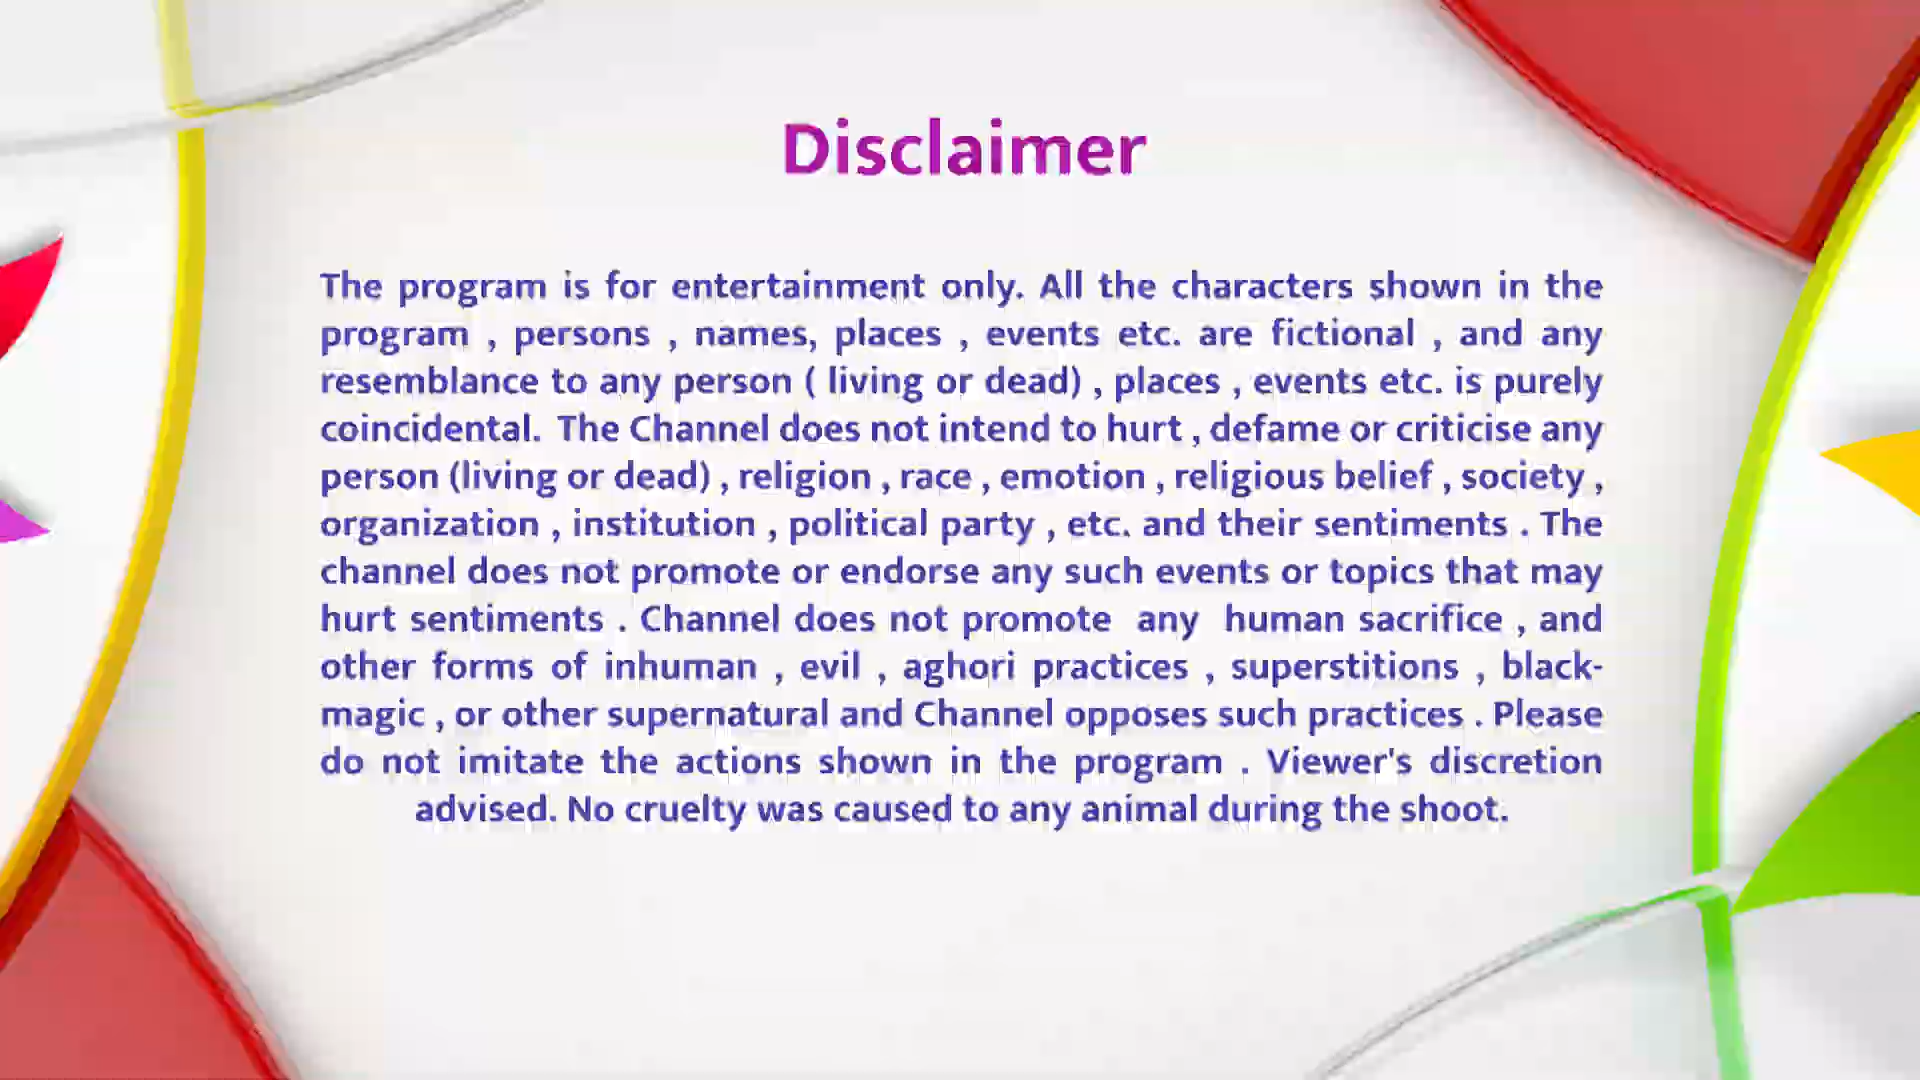 Disclaimer
The program is for entertainment only. All the characters shown in the
program , persons , names, places , events etc. are fictional , and any
resemblance to any person ( living or dead) , places , events etc. is purely
coincidental. The Channel does not intend to hurt , defame or criticise any
person (living or dead) , religion , race , emotion , religious belief , society ,
organization , institution , political party , etc. and their sentiments . The
channel does not promote or endorse any such events or topics that may
hurt sentiments . Channel does not promote any human sacrifice , and
other forms of inhuman , evil , aghori practices , superstitions , black-
magic , or other supernatural and Channel opposes such practices . Please
do not imitate the actions shown in the program . Viewer's discretion
advised. No cruelty was caused to any animal during the shoot.